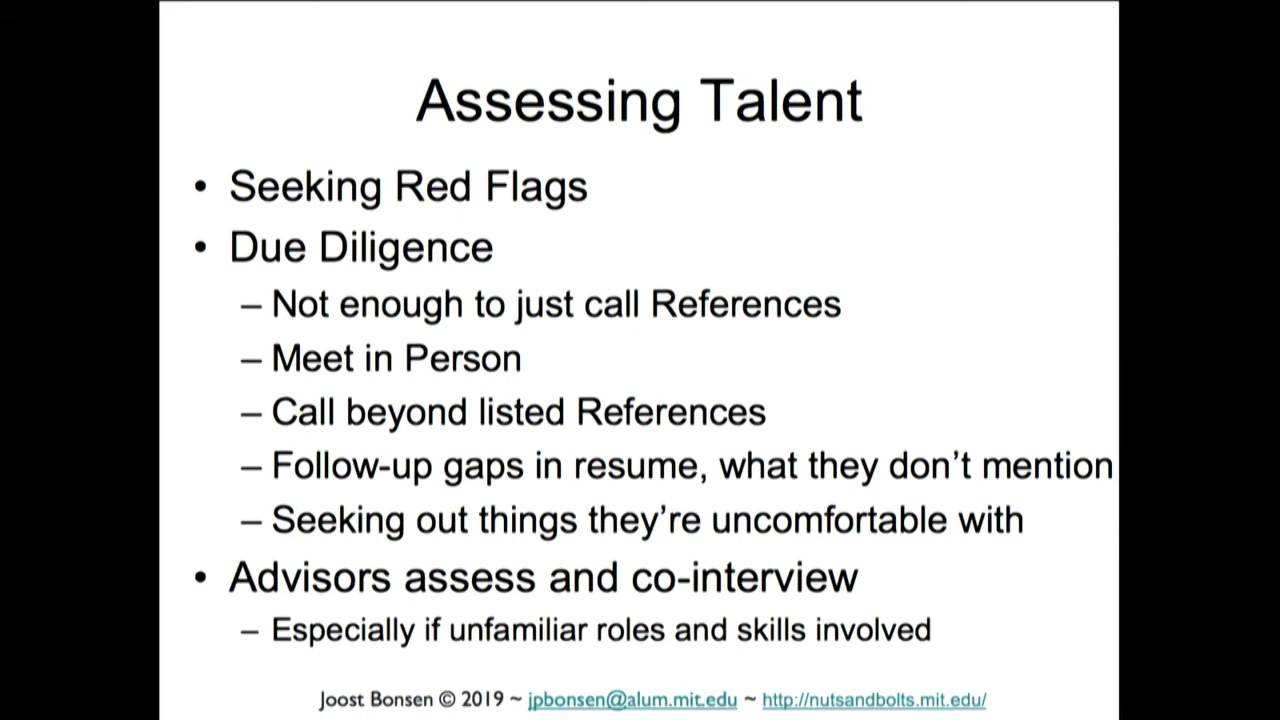 Assessing Talent
• Seeking Red Flags
• Due Diligence
– Not enough to just call References
– Meet in Person
– Call beyond listed References
– Follow-up gaps in resume, what they don’t mention
– Seeking out things they’re uncomfortable with
• Advisors assess and co-interview
– Especially if unfamiliar roles and skills involved
Joost Bonsen © 2019 ~ jpbonsen@alum.mit.edu ~ http://nutsandbolts.mit.edu/